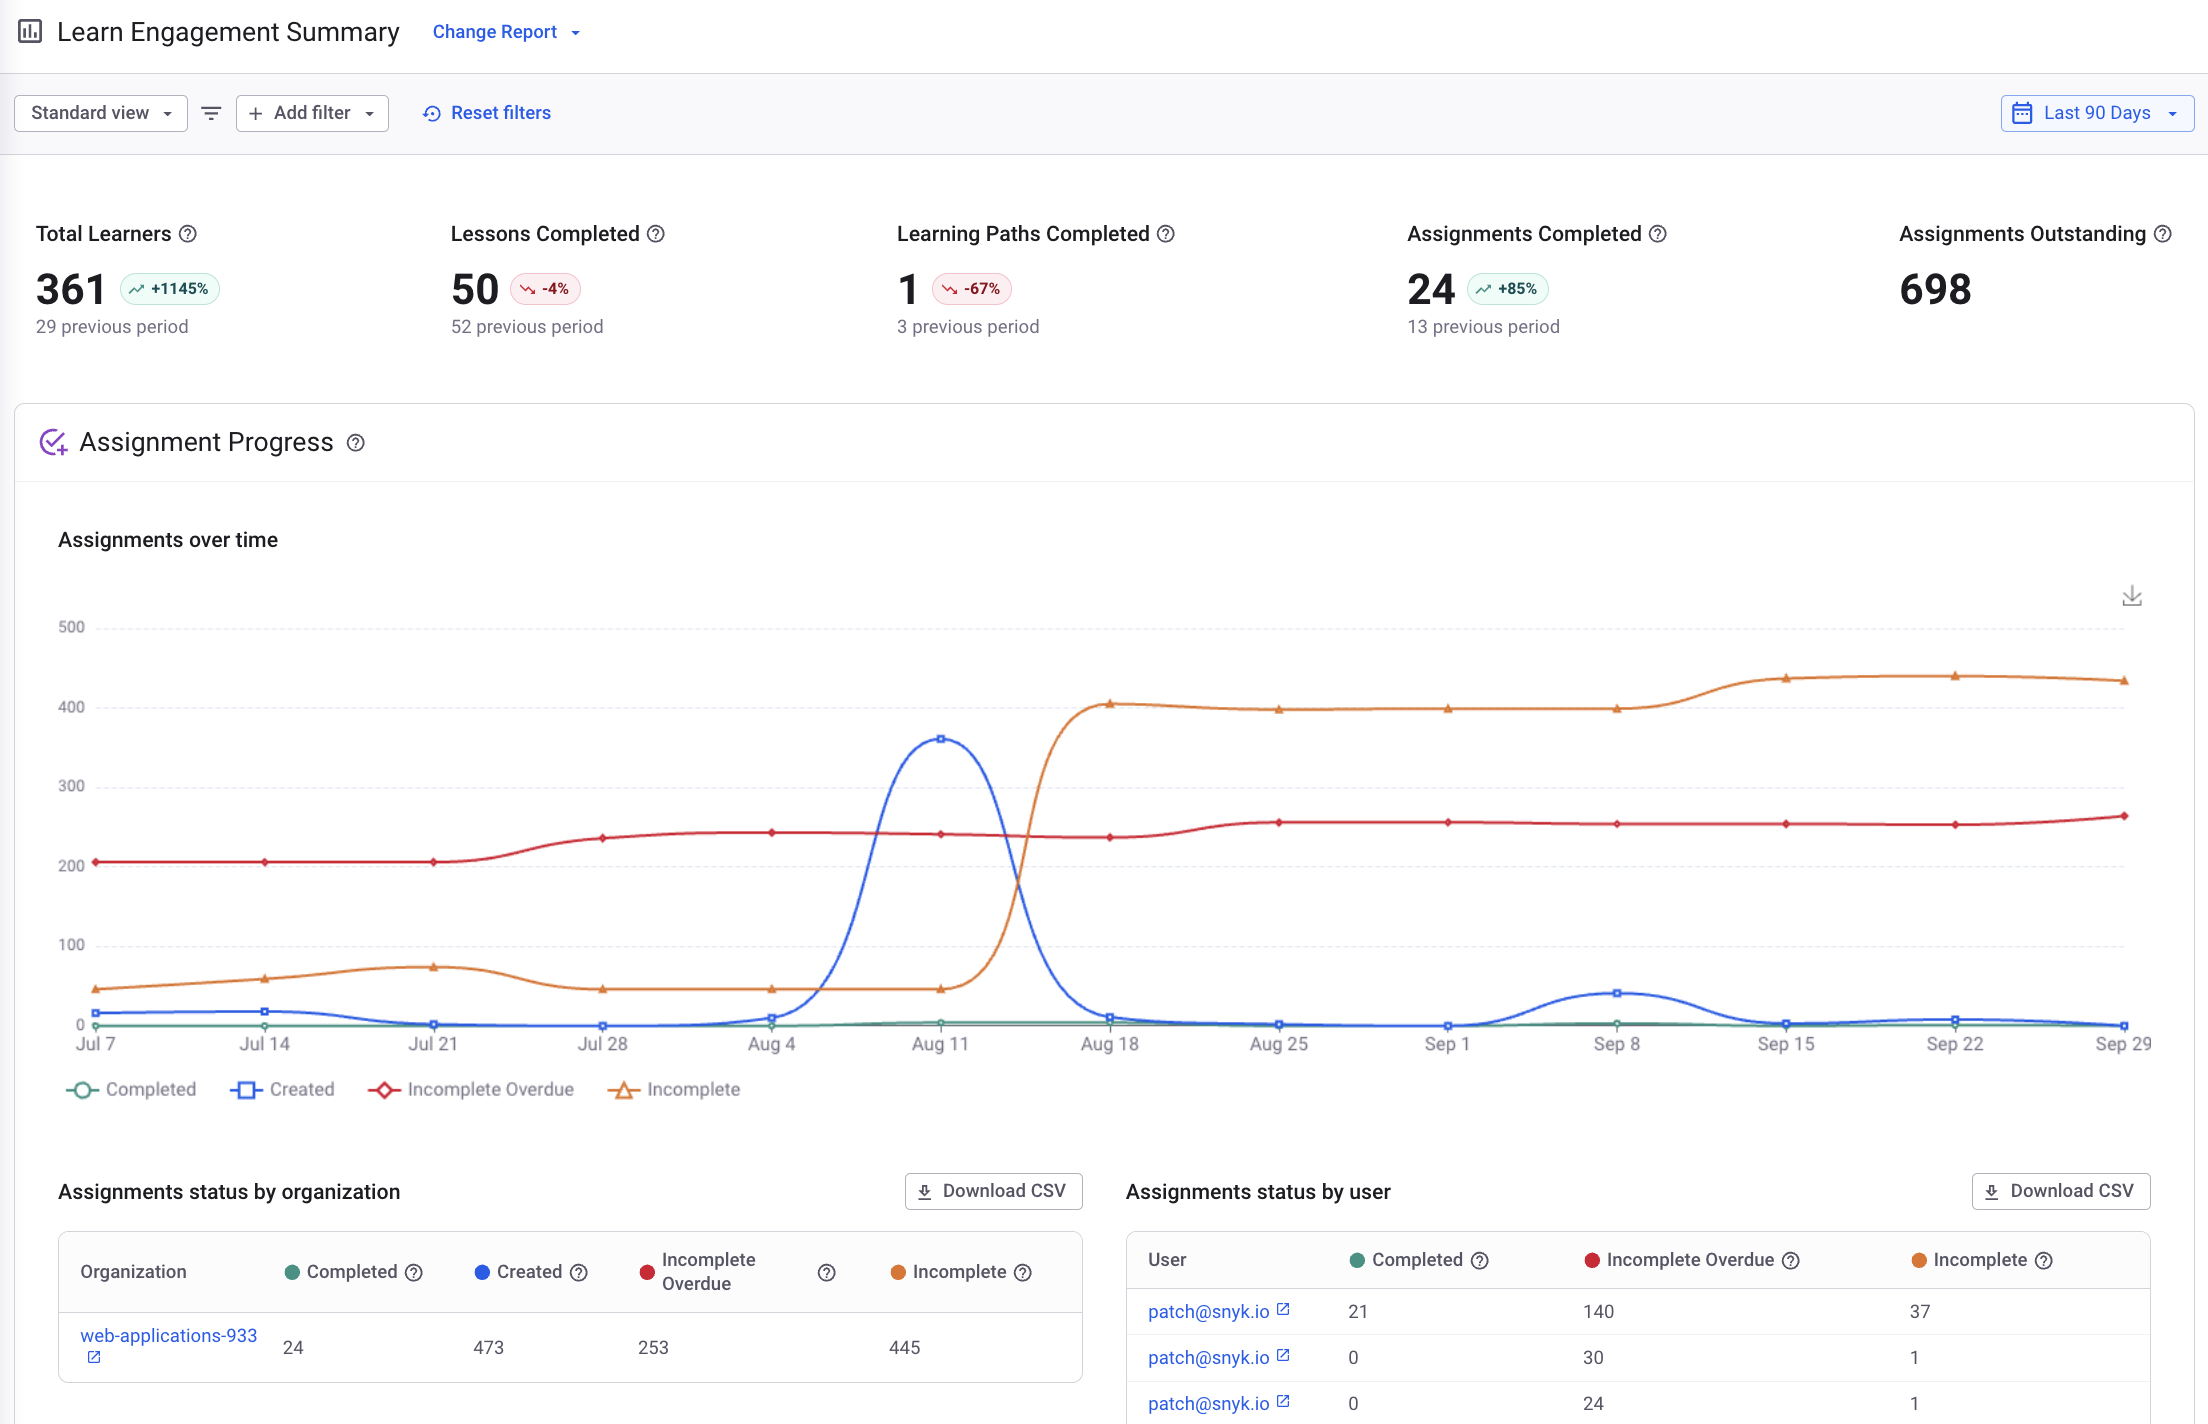 Learn Engagement Summary
Change Report
Standard view
Add filter
Reset filters
Last 90 Days
Total Learners
361
+1145%
29 previous period
Lessons Completed
50
-4%
52 previous period
Learning Paths Completed
1
-67%
3 previous period
Assignments Completed
24
+85%
13 previous period
Assignments Outstanding
698
Assignment Progress
Assignments over time
500
400
300
200
100
0
Jul 7 Jul 14 Jul 21 Jul 28 Aug 4 Aug 11 Aug 18 Aug 25 Sep 1 Sep 8 Sep 15 Sep 22 Sep 29
Completed Created Incomplete Overdue Incomplete
Assignments status by organization
Download CSV
Organization Completed Created Incomplete Overdue Incomplete
web-applications-933 24 473 253 445
Assignments status by user
Download CSV
User Completed Incomplete Overdue Incomplete
patch@snyk.io 21 140 37
patch@snyk.io 0 30 1
patch@snyk.io 0 24 1